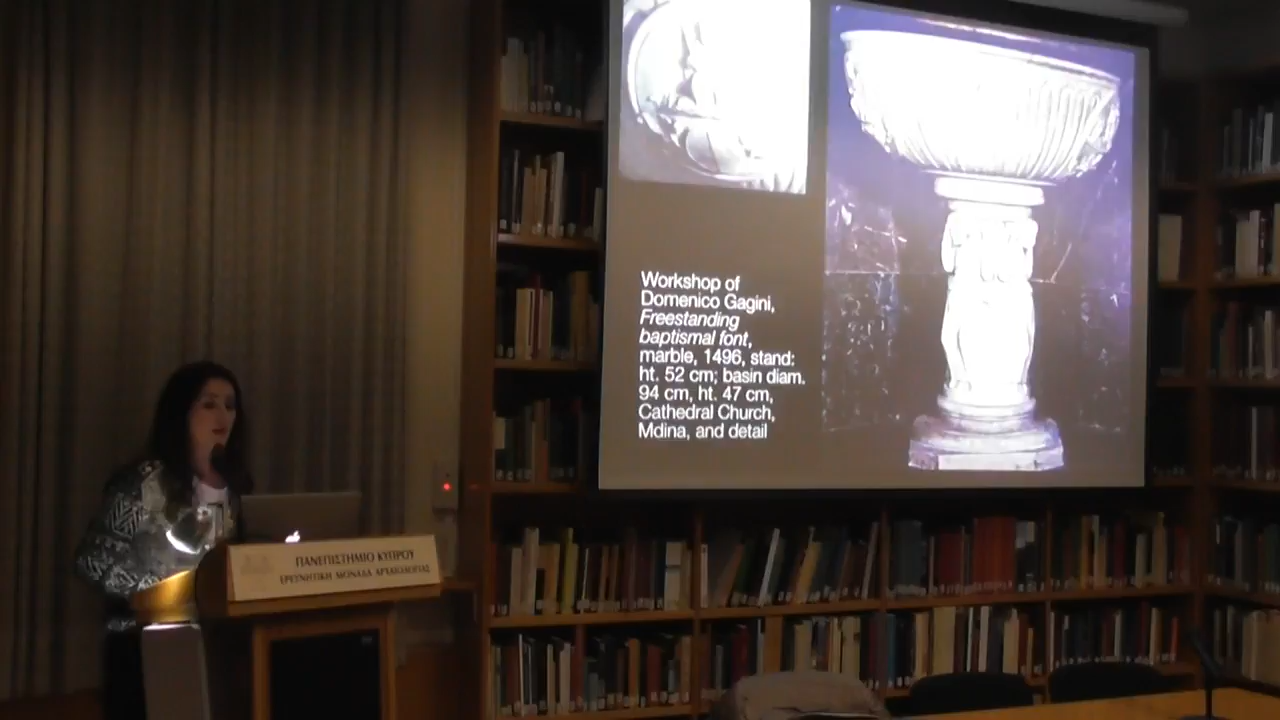 Workshop of
Domenico Gagini,
Freestanding
baptismal font,
marble, 1496, stand:
ht. 52 cm; basin diam.
94 cm, ht. 47 cm,
Cathedral Church,
Mdina, and detail
ΠΑΝΕΠΙΣΤΗΜΙΟ ΚΥΠΡΟΥ
ΕΡΕΥΝΗΤΙΚΗ ΜΟΝΑΔΑ ΑΡΧΑΙΟΛΟΓΙΑΣ